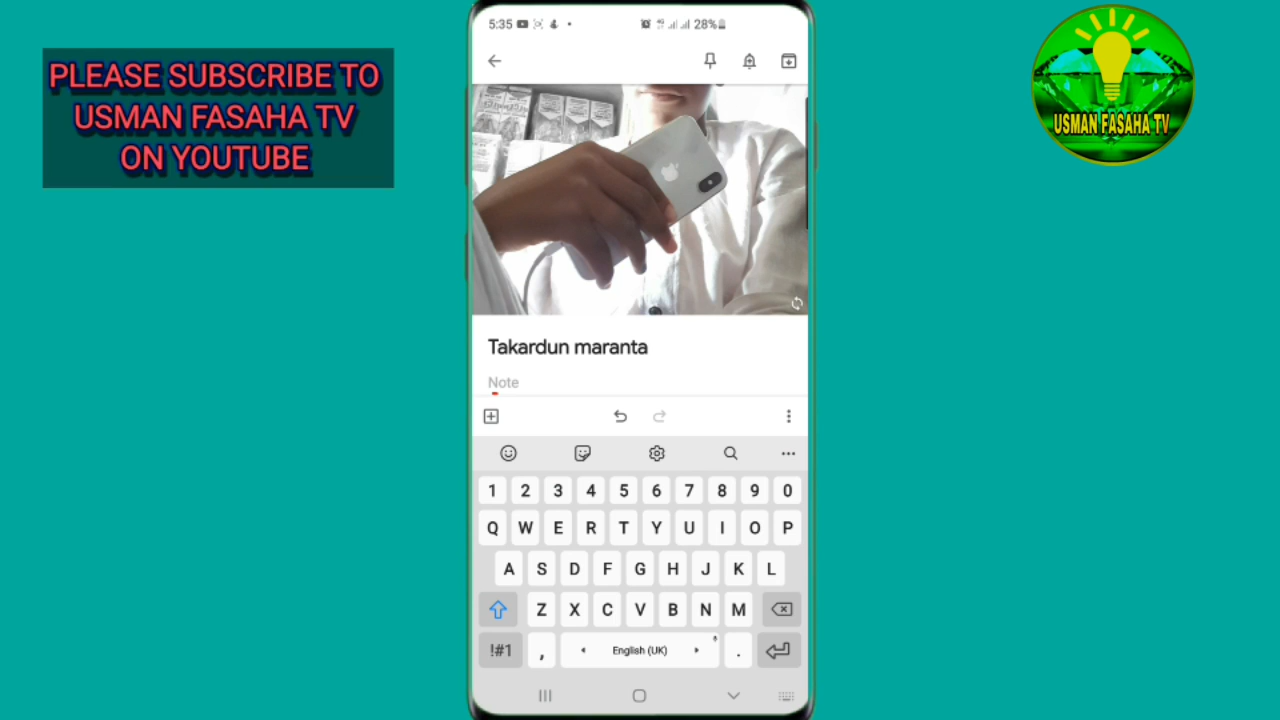 PLEASE SUBSCRIBE TO
USMAN FASAHA TV
ON YOUTUBE
USMAN FASAHA TV
5:35
4G
28%
Takardun maranta
Note
1 2 3 4 5 6 7 8 9 0
Q W E R T Y U I O P
A S D F G H J K L
Z X C V B N M
!#1 , English (UK) .